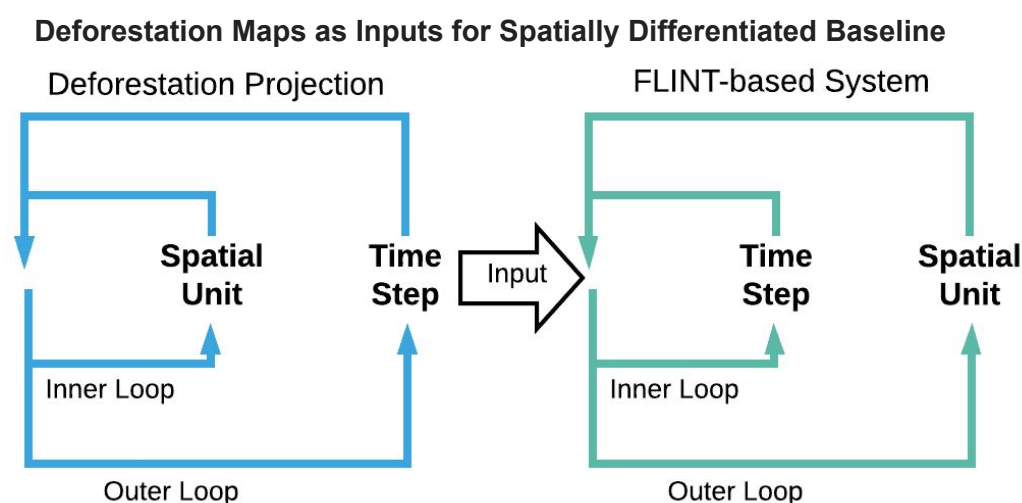 Deforestation Maps as Inputs for Spatially Differentiated Baseline
Deforestation Projection
FLINT-based System
Spatial
Unit
Time
Step
Input
Time
Step
Spatial
Unit
Inner Loop
Inner Loop
Outer Loop
Outer Loop